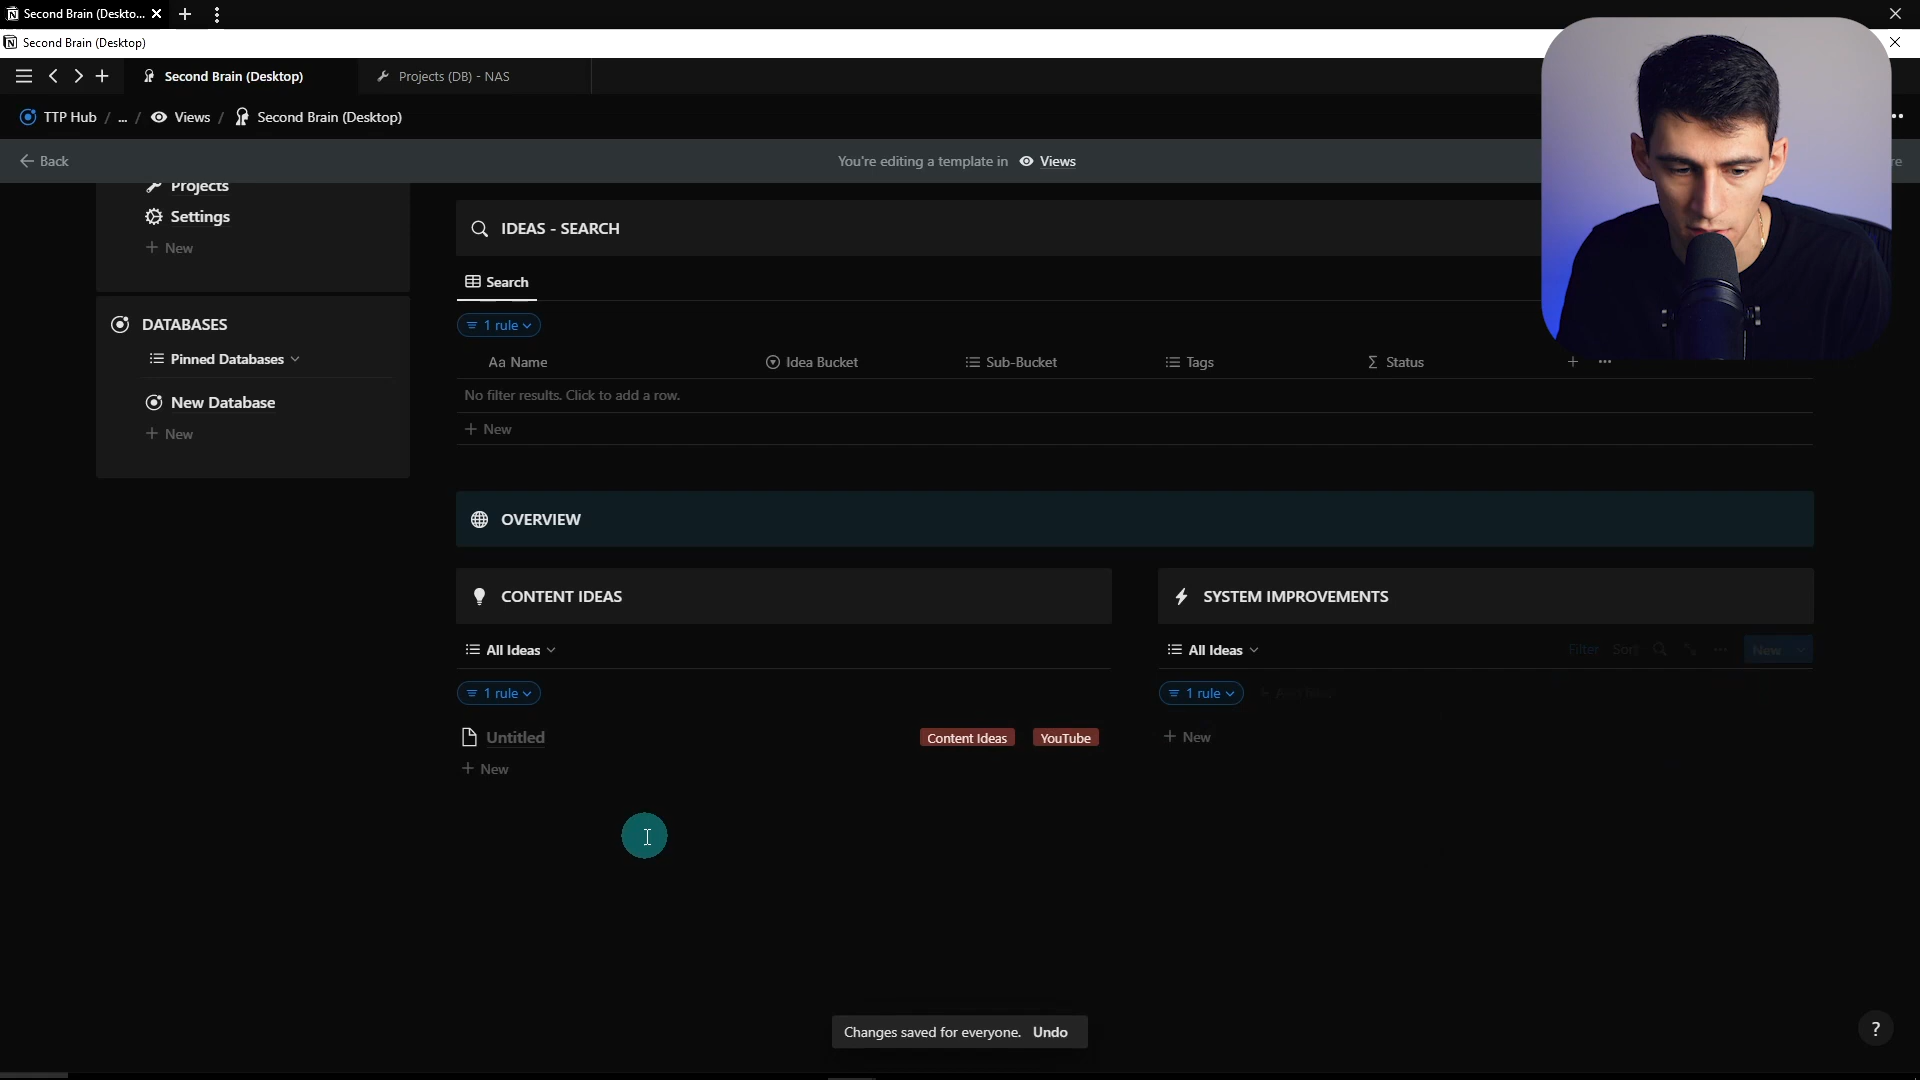 Second Brain (Deskto...
Second Brain (Desktop)
Second Brain (Desktop)
Projects (DB) - NAS
TTP Hub / ... / Views / Second Brain (Desktop)
Back
You're editing a template in Views
Projects
Settings
New
DATABASES
Pinned Databases
New Database
New
IDEAS - SEARCH
Search
1 rule
Aa Name
Idea Bucket
Sub-Bucket
Tags
Status
No filter results. Click to add a row.
New
OVERVIEW
CONTENT IDEAS
All Ideas
1 rule
Untitled
Content Ideas
YouTube
New
SYSTEM IMPROVEMENTS
All Ideas
Filter
Sort
New
1 rule
New
Changes saved for everyone. Undo
?